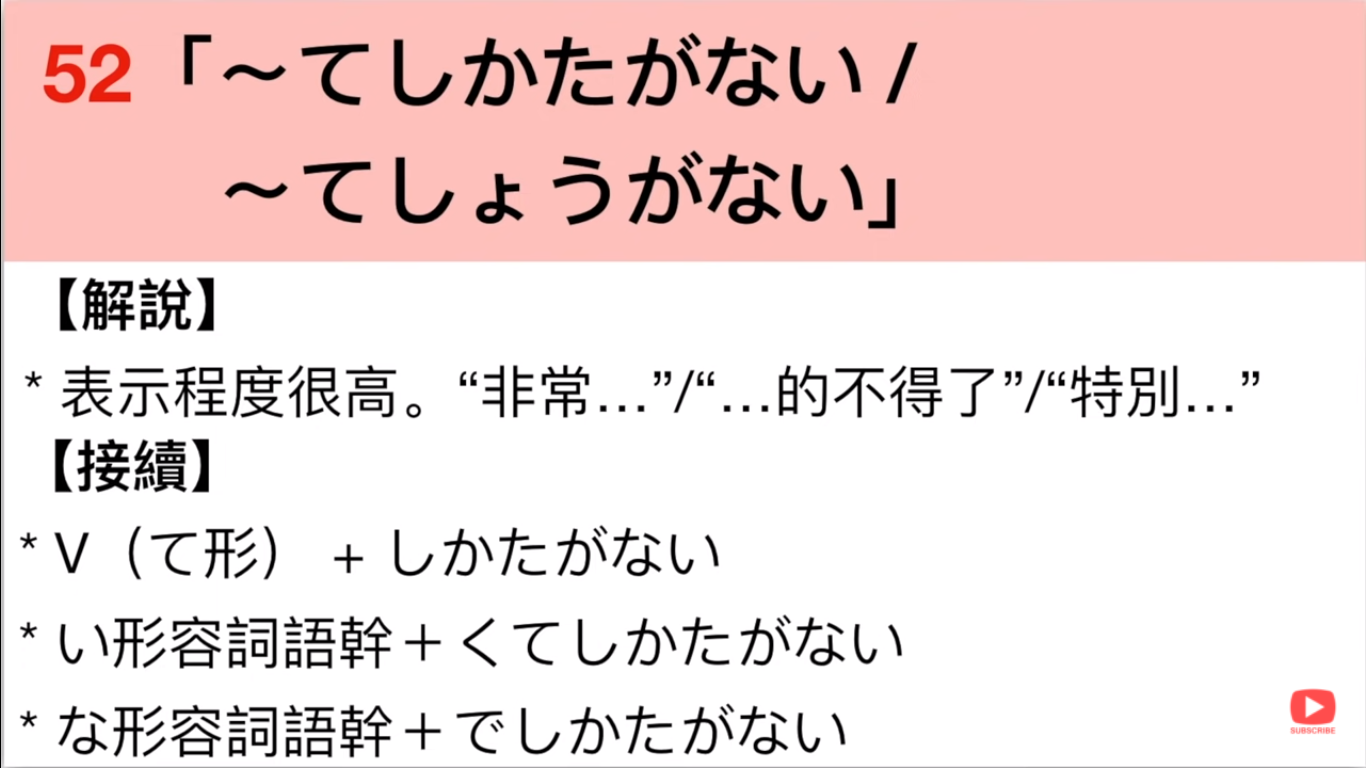 52「～てしかたがない /
～てしょうがない」
【解說】
* 表示程度很高。“非常…”/“…的不得了”/“特別…”
【接續】
* V（て形） + しかたがない
* い形容詞語幹＋くてしかたがない
* な形容詞語幹＋でしかたがない
SUBSCRIBE